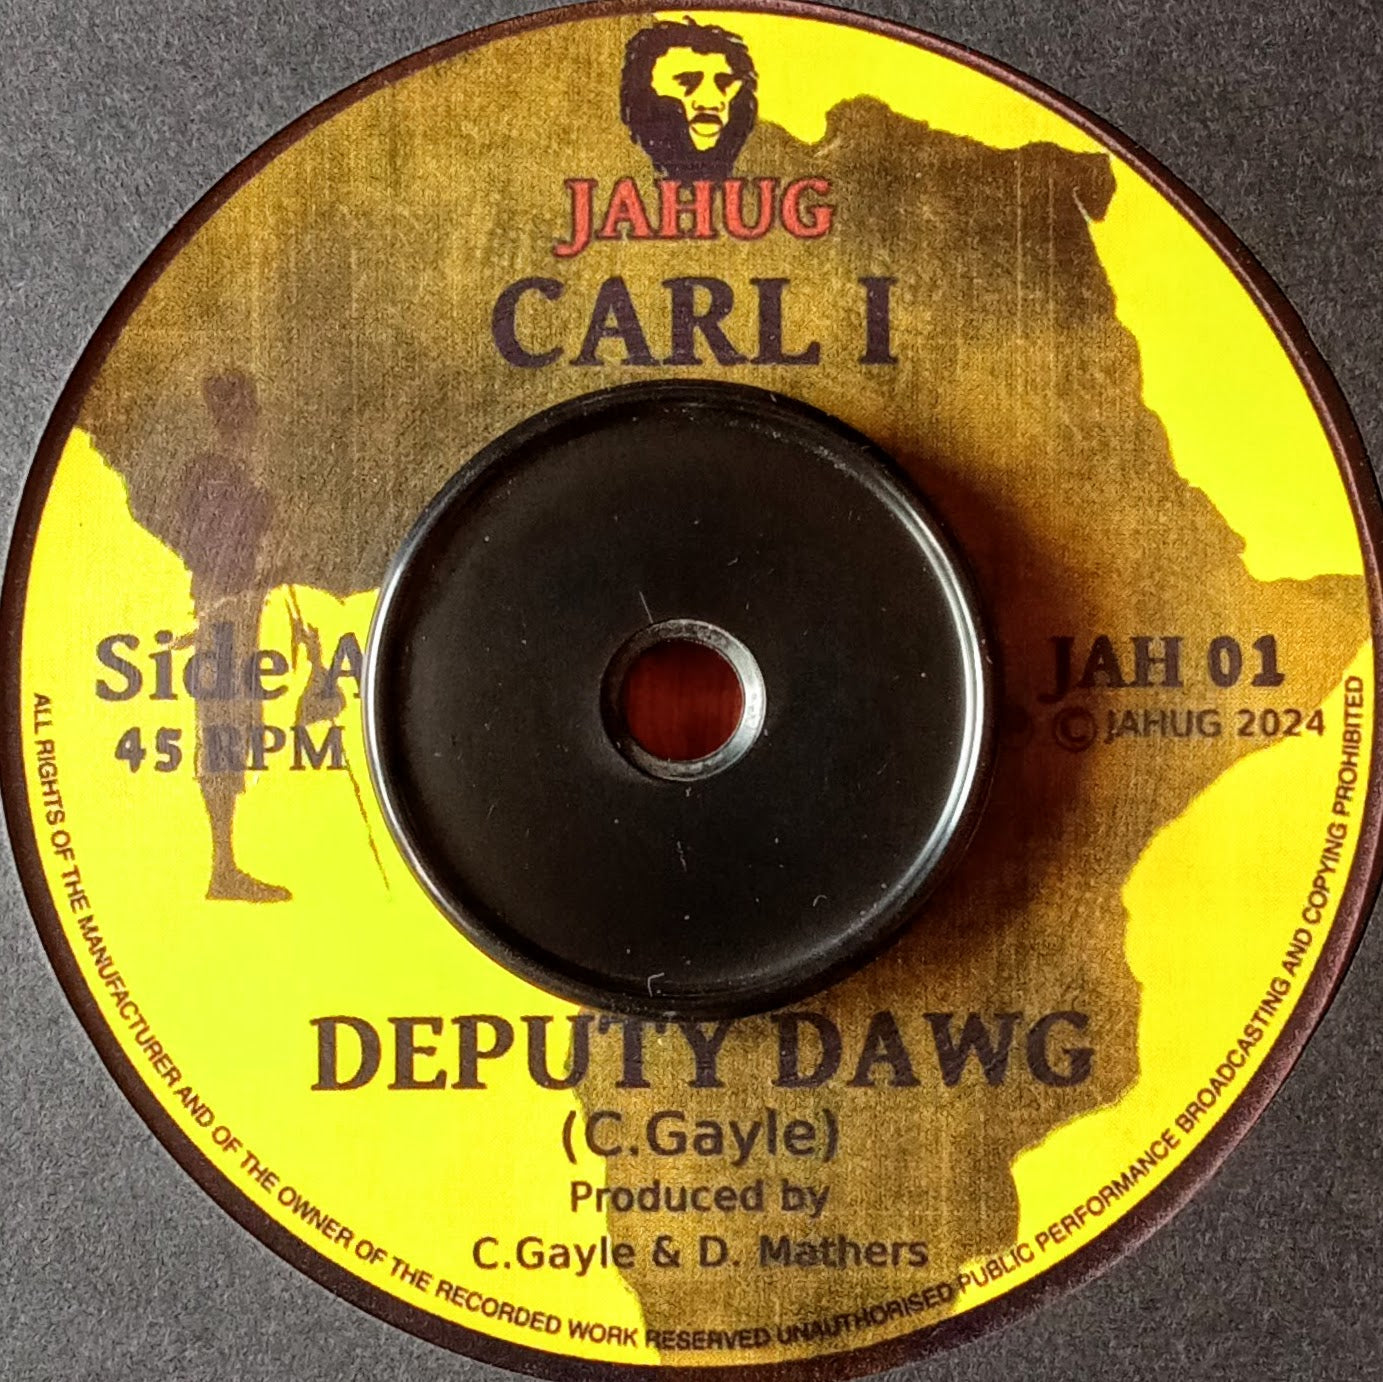 JAHUG
CARL I
Side A
45 RPM
JAH 01
© JAHUG 2024
DEPUTY DAWG
(C.Gayle)
Produced by
C.Gayle & D. Mathers
ALL RIGHTS OF THE MANUFACTURER AND OF THE OWNER OF THE RECORDED WORK RESERVED UNAUTHORISED PUBLIC PERFORMANCE BROADCASTING AND COPYING PROHIBITED